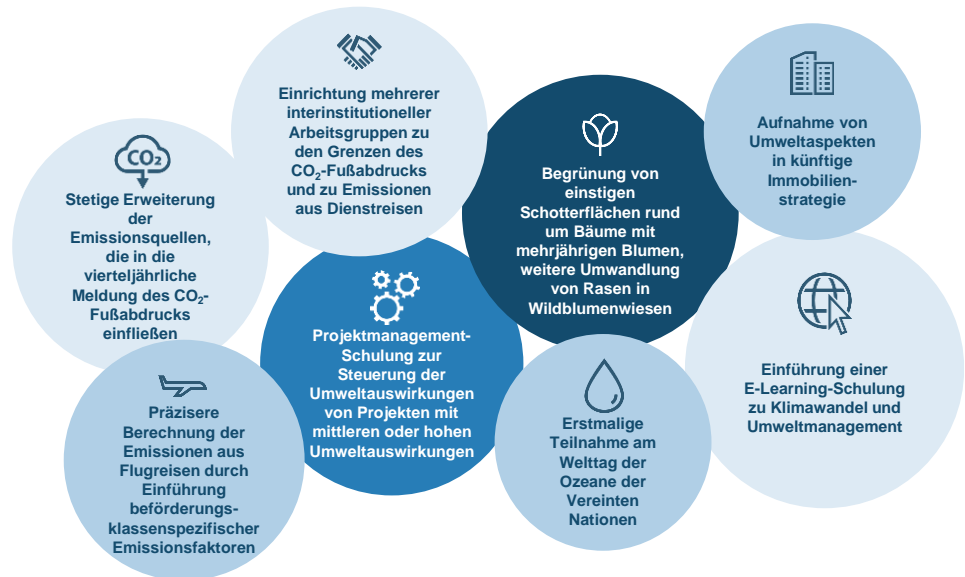 CO2
Stetige Erweiterung
der
Emissionsquellen,
die in die
vierteljährliche
Meldung des CO2-
Fußabdrucks
einfließen
Einrichtung mehrerer
interinstitutioneller
Arbeitsgruppen zu
den Grenzen des
CO2-Fußabdrucks
und zu Emissionen
aus Dienstreisen
Begrünung von
einstigen
Schotterflächen rund
um Bäume mit
mehrjährigen Blumen,
weitere Umwandlung
von Rasen in
Wildblumenwiesen
Aufnahme von
Umweltaspekten
in künftige
Immobilien-
strategie
Präzisere
Berechnung der
Emissionen aus
Flugreisen durch
Einführung
beförderungs-
klassenspezifischer
Emissionsfaktoren
Projektmanagement-
Schulung zur
Steuerung der
Umweltauswirkungen
von Projekten mit
mittleren oder hohen
Umweltauswirkungen
Erstmalige
Teilnahme am
Welttag der
Ozeane der
Vereinten
Nationen
Einführung einer
E-Learning-Schulung
zu Klimawandel und
Umweltmanagement